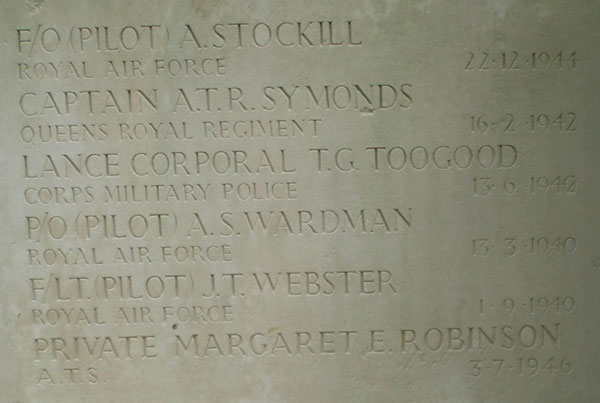 F/O (PILOT) A. STOCKILL
ROYAL AIR FORCE 22·12·1944
CAPTAIN A.T.R. SYMONDS
QUEENS ROYAL REGIMENT 16·2·1942
LANCE CORPORAL T.G. TOOGOOD
CORPS MILITARY POLICE 13·6·1940
P/O (PILOT) A.S. WARDMAN
ROYAL AIR FORCE 13·3·1940
F/LT. (PILOT) J.T. WEBSTER
ROYAL AIR FORCE 1·9·1940
PRIVATE MARGARET E. ROBINSON
A.T.S. 3·7·1946